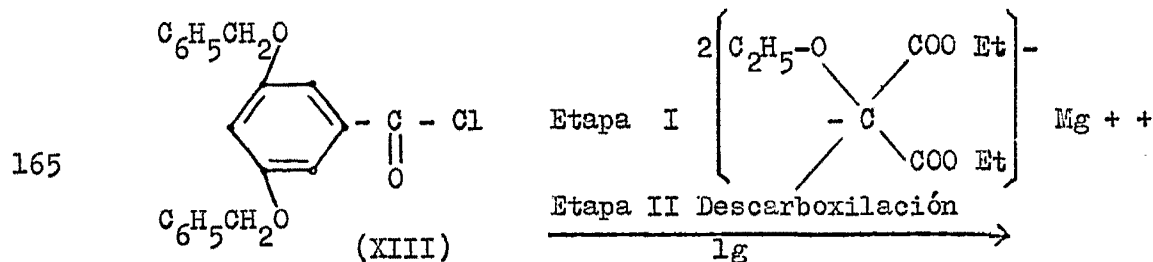 C6H5CH2O
2 C2H5-O COO Et -
- C - Cl Etapa I - C Mg + +
165
O COO Et
C6H5CH2O Etapa II Descarboxilación
(XIII) 1g